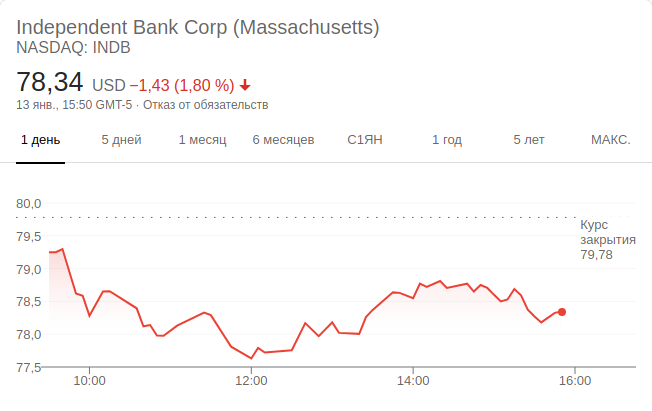 Independent Bank Corp (Massachusetts)
NASDAQ: INDB
78,34 USD −1,43 (1,80 %)
13 янв., 15:50 GMT-5 · Отказ от обязательств
1 день 5 дней 1 месяц 6 месяцев С1ЯН 1 год 5 лет МАКС.
80,0
Курс
79,5
закрытия
79,78
79,0
78,5
78,0
77,5
10:00 12:00 14:00 16:00